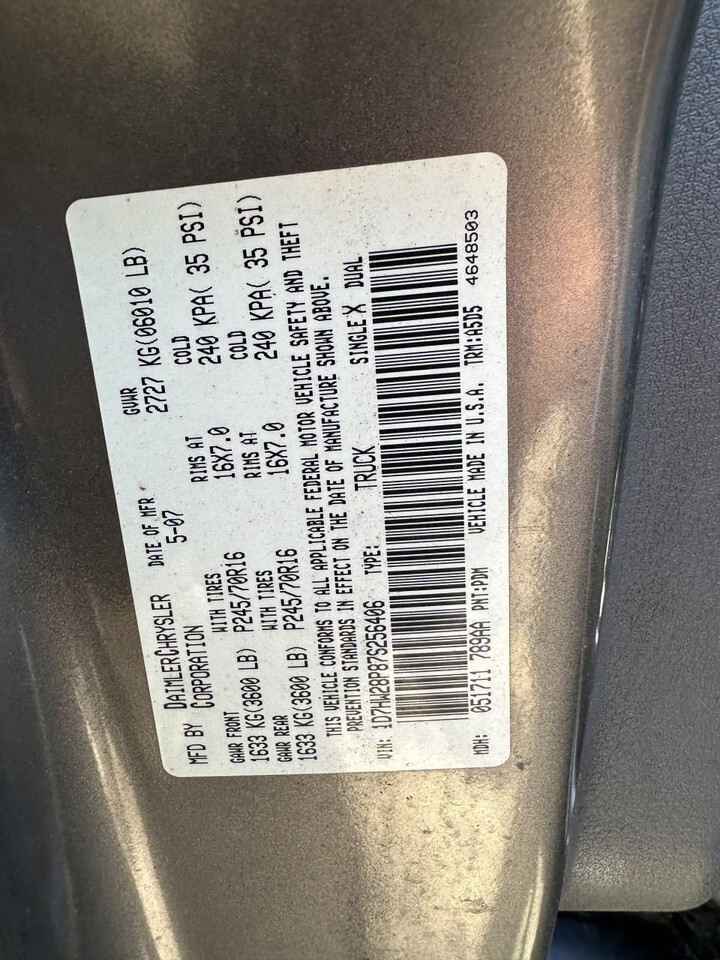 MFD BY DAIMLERCHRYSLER CORPORATION
DATE OF MFR 5-07
GVWR 2727 KG(06010 LB)
GAWR FRONT WITH TIRES RIMS AT COLD
1633 KG(3600 LB) P245/70R16 16X7.0 240 KPA( 35 PSI)
GAWR REAR WITH TIRES RIMS AT COLD
1633 KG(3600 LB) P245/70R16 16X7.0 240 KPA( 35 PSI)
THIS VEHICLE CONFORMS TO ALL APPLICABLE FEDERAL MOTOR VEHICLE SAFETY AND THEFT
PREVENTION STANDARDS IN EFFECT ON THE DATE OF MANUFACTURE SHOWN ABOVE.
VIN: 1D7HW28P87S256406 TYPE: TRUCK SINGLE X DUAL
MDH: 051711 789AA PNT:PDM VEHICLE MADE IN U.S.A. TRM:A5D5 4648503